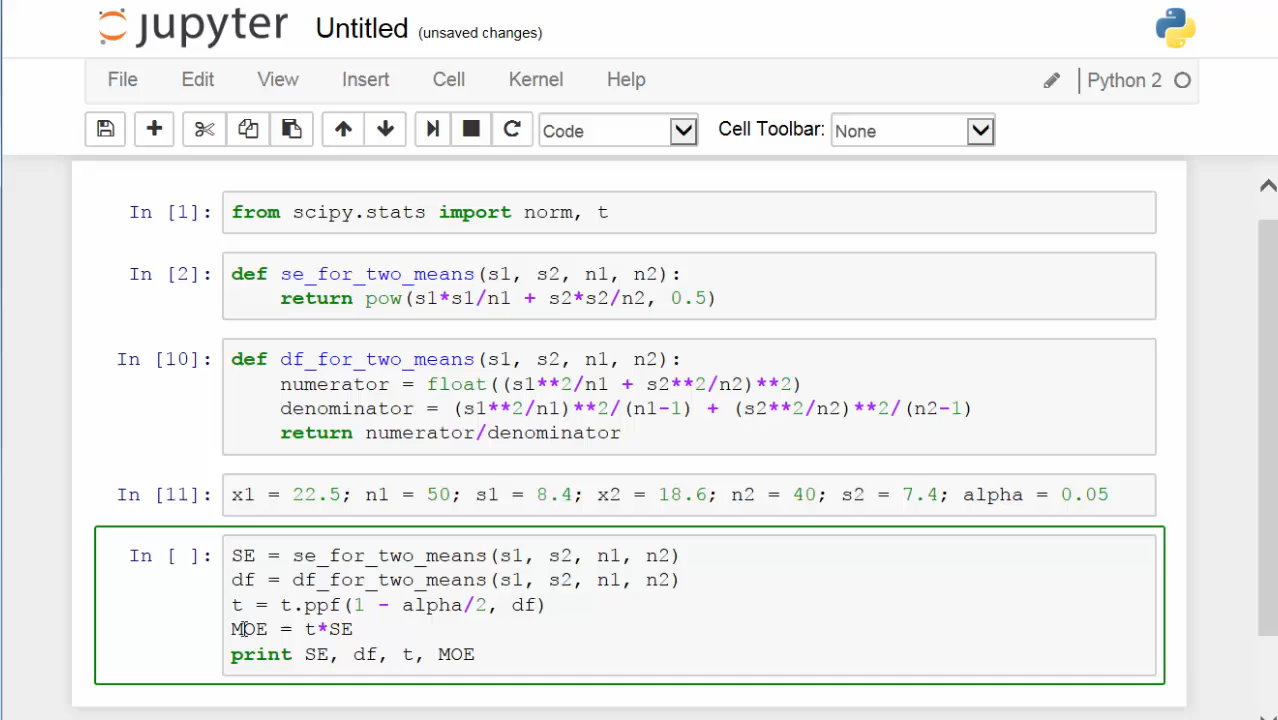 jupyter Untitled (unsaved changes)
File Edit View Insert Cell Kernel Help Python 2
Code Cell Toolbar: None
In [1]: from scipy.stats import norm, t
In [2]: def se_for_two_means(s1, s2, n1, n2):
return pow(s1*s1/n1 + s2*s2/n2, 0.5)
In [10]: def df_for_two_means(s1, s2, n1, n2):
numerator = float((s1**2/n1 + s2**2/n2)**2)
denominator = (s1**2/n1)**2/(n1-1) + (s2**2/n2)**2/(n2-1)
return numerator/denominator
In [11]: x1 = 22.5; n1 = 50; s1 = 8.4; x2 = 18.6; n2 = 40; s2 = 7.4; alpha = 0.05
In [ ]: SE = se_for_two_means(s1, s2, n1, n2)
df = df_for_two_means(s1, s2, n1, n2)
t = t.ppf(1 - alpha/2, df)
MOE = t*SE
print SE, df, t, MOE